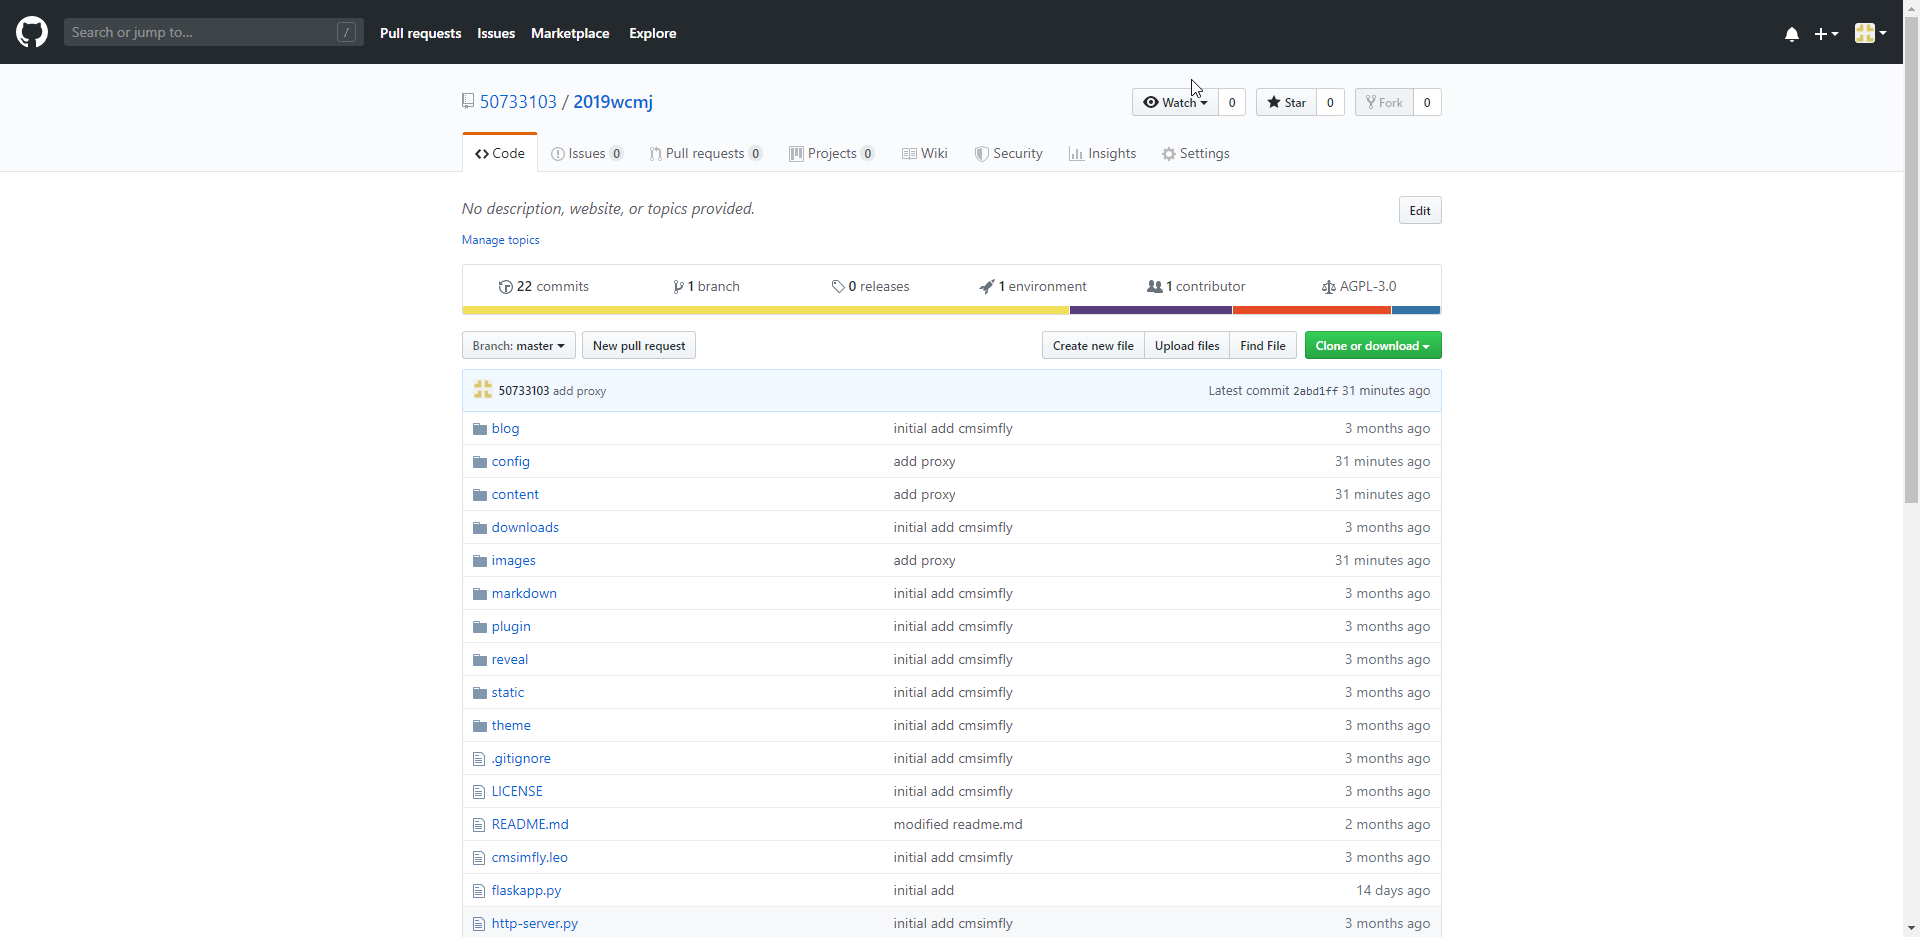 Search or jump to... / Pull requests Issues Marketplace Explore
50733103 / 2019wcmj Watch 0 Star 0 Fork 0
Code Issues 0 Pull requests 0 Projects 0 Wiki Security Insights Settings
No description, website, or topics provided. Edit
Manage topics
22 commits 1 branch 0 releases 1 environment 1 contributor AGPL-3.0
Branch: master New pull request Create new file Upload files Find File Clone or download
50733103 add proxy Latest commit 2abd1ff 31 minutes ago
blog initial add cmsimfly 3 months ago
config add proxy 31 minutes ago
content add proxy 31 minutes ago
downloads initial add cmsimfly 3 months ago
images add proxy 31 minutes ago
markdown initial add cmsimfly 3 months ago
plugin initial add cmsimfly 3 months ago
reveal initial add cmsimfly 3 months ago
static initial add cmsimfly 3 months ago
theme initial add cmsimfly 3 months ago
.gitignore initial add cmsimfly 3 months ago
LICENSE initial add cmsimfly 3 months ago
README.md modified readme.md 2 months ago
cmsimfly.leo initial add cmsimfly 3 months ago
flaskapp.py initial add 14 days ago
http-server.py initial add cmsimfly 3 months ago